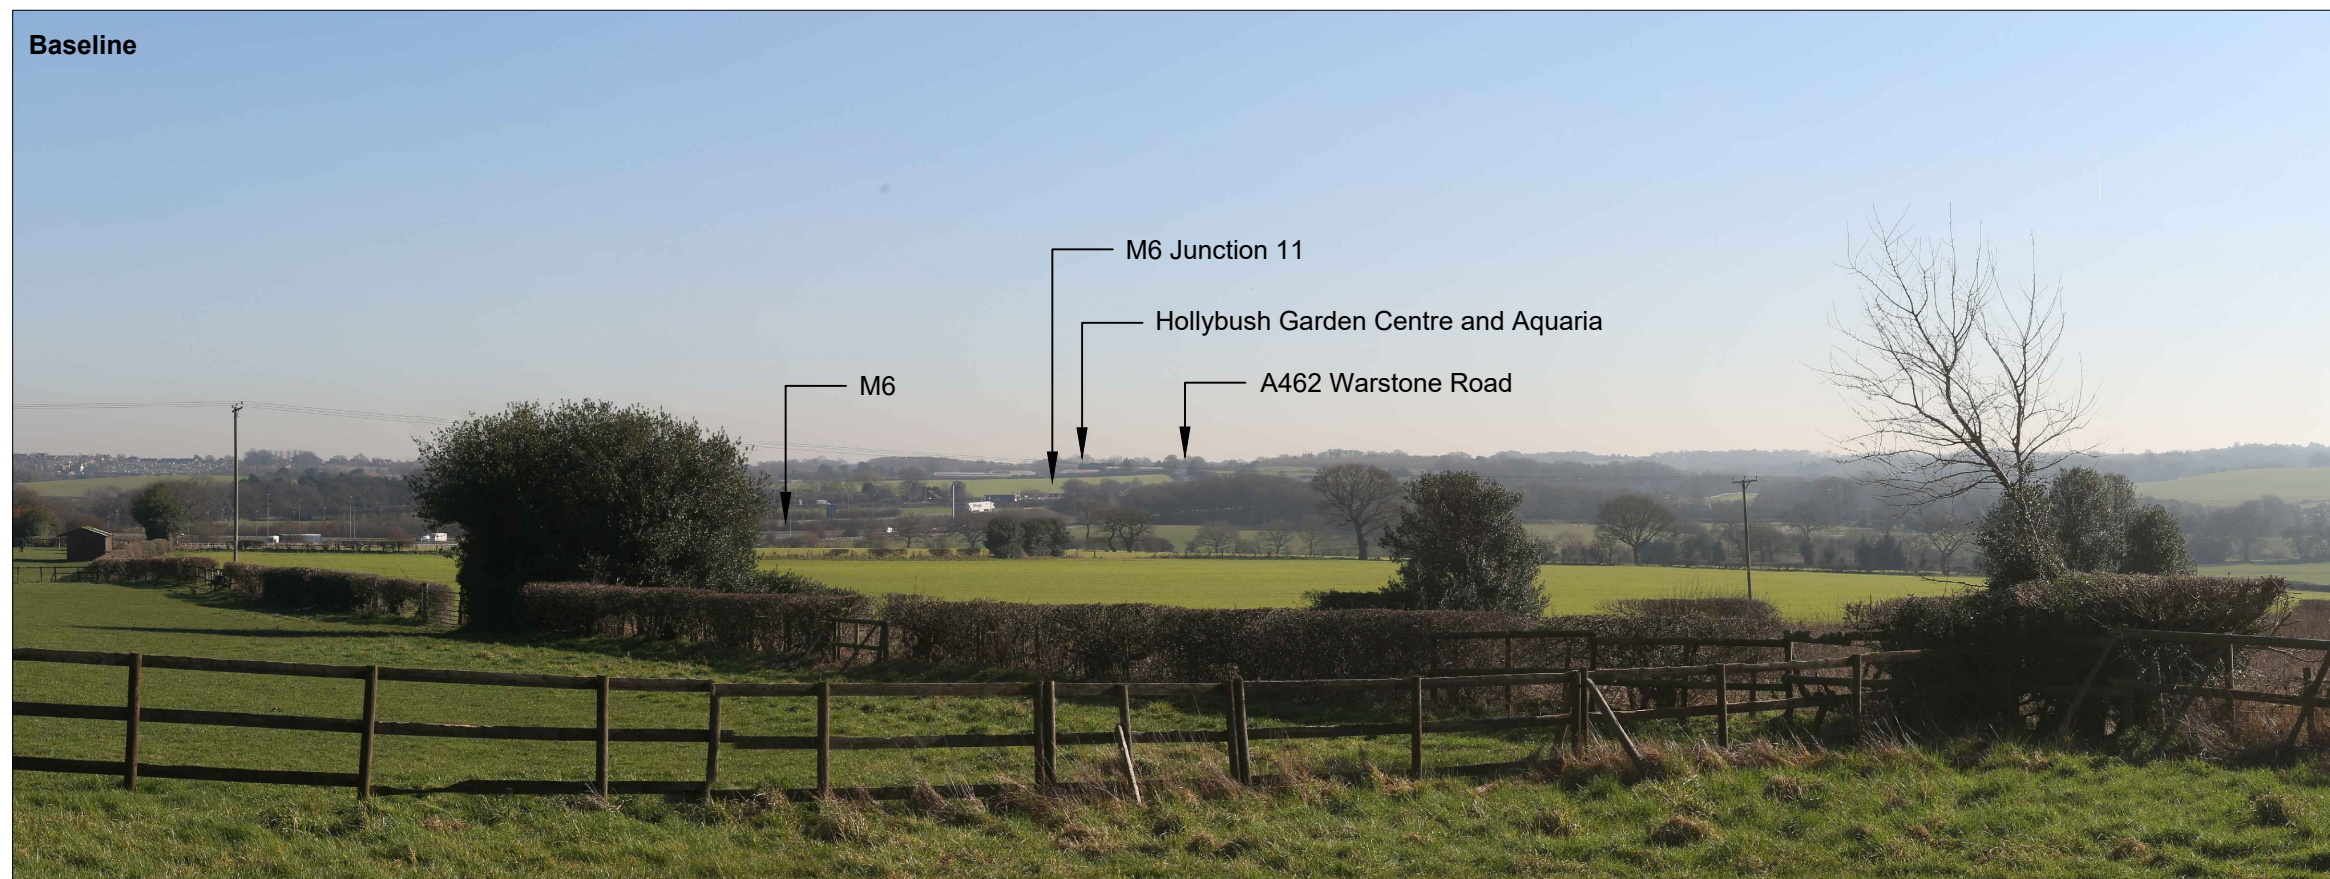 Baseline
M6 Junction 11
Hollybush Garden Centre and Aquaria
M6
A462 Warstone Road